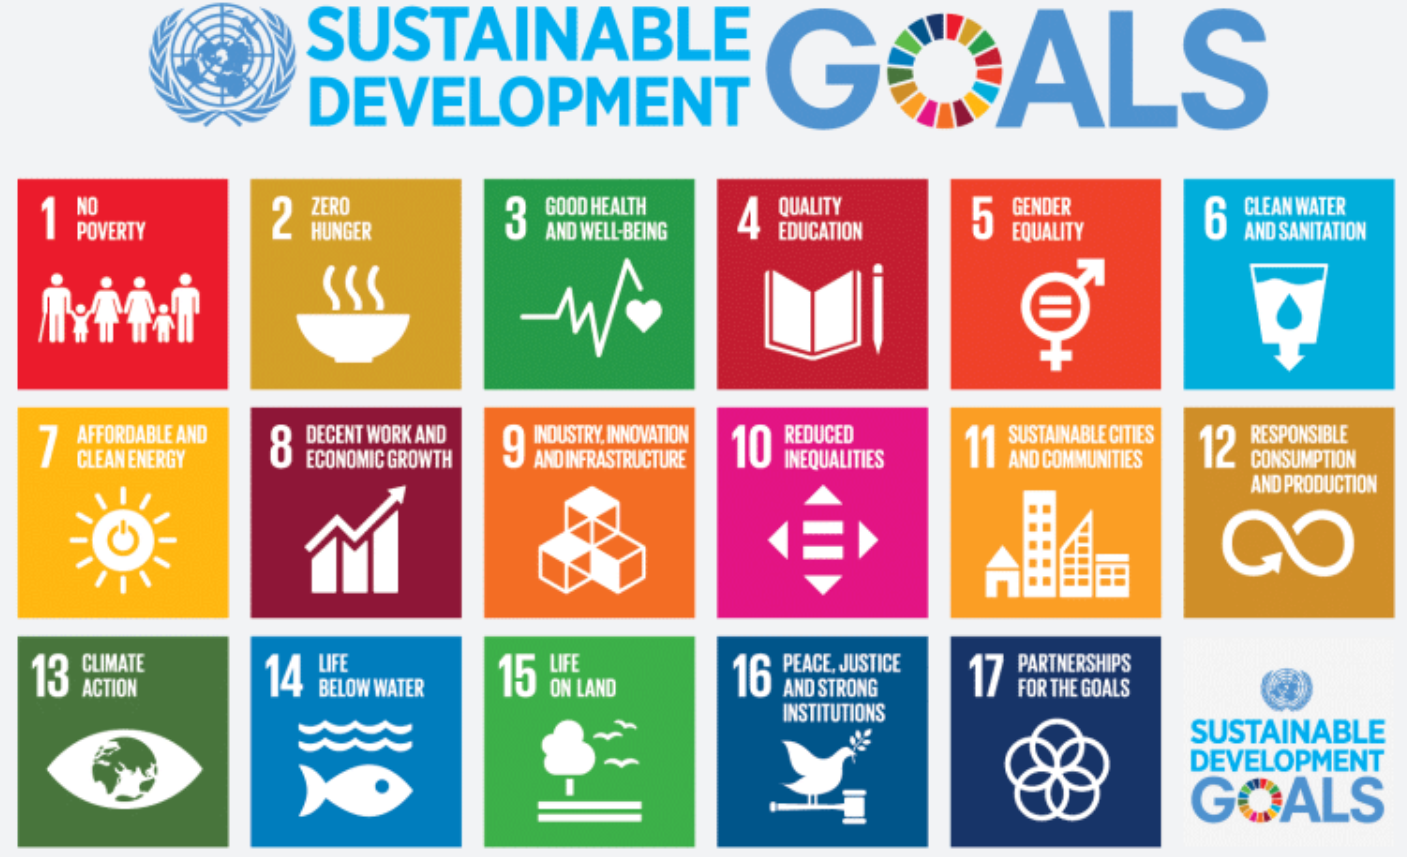 SUSTAINABLE
DEVELOPMENT
GOALS
1 NO
POVERTY
2 ZERO
HUNGER
3 GOOD HEALTH
AND WELL-BEING
4 QUALITY
EDUCATION
5 GENDER
EQUALITY
6 CLEAN WATER
AND SANITATION
7 AFFORDABLE AND
CLEAN ENERGY
8 DECENT WORK AND
ECONOMIC GROWTH
9 INDUSTRY, INNOVATION
AND INFRASTRUCTURE
10 REDUCED
INEQUALITIES
11 SUSTAINABLE CITIES
AND COMMUNITIES
12 RESPONSIBLE
CONSUMPTION
AND PRODUCTION
13 CLIMATE
ACTION
14 LIFE
BELOW WATER
15 LIFE
ON LAND
16 PEACE, JUSTICE
AND STRONG
INSTITUTIONS
17 PARTNERSHIPS
FOR THE GOALS
SUSTAINABLE
DEVELOPMENT
GOALS